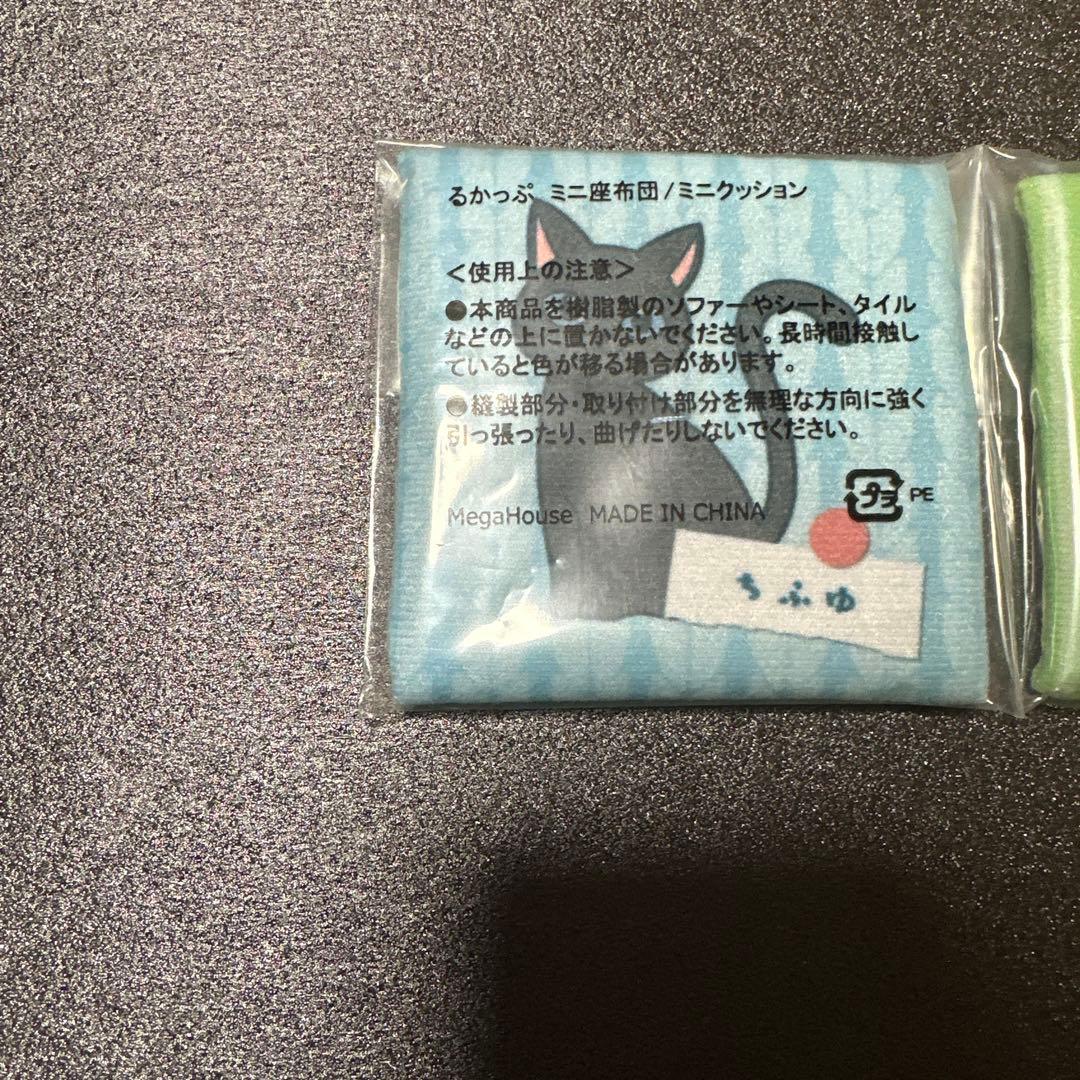 るかっぷ ミニ座布団/ミニクッション
<使用上の注意>
●本商品を樹脂製のソファーやシート、タイル
などの上に置かないでください。長時間接触し
ていると色が移る場合があります。
●縫製部分・取り付け部分を無理な方向に強く
引っ張ったり、曲げたりしないでください。
プラ PE
MegaHouse MADE IN CHINA
ちふゆ